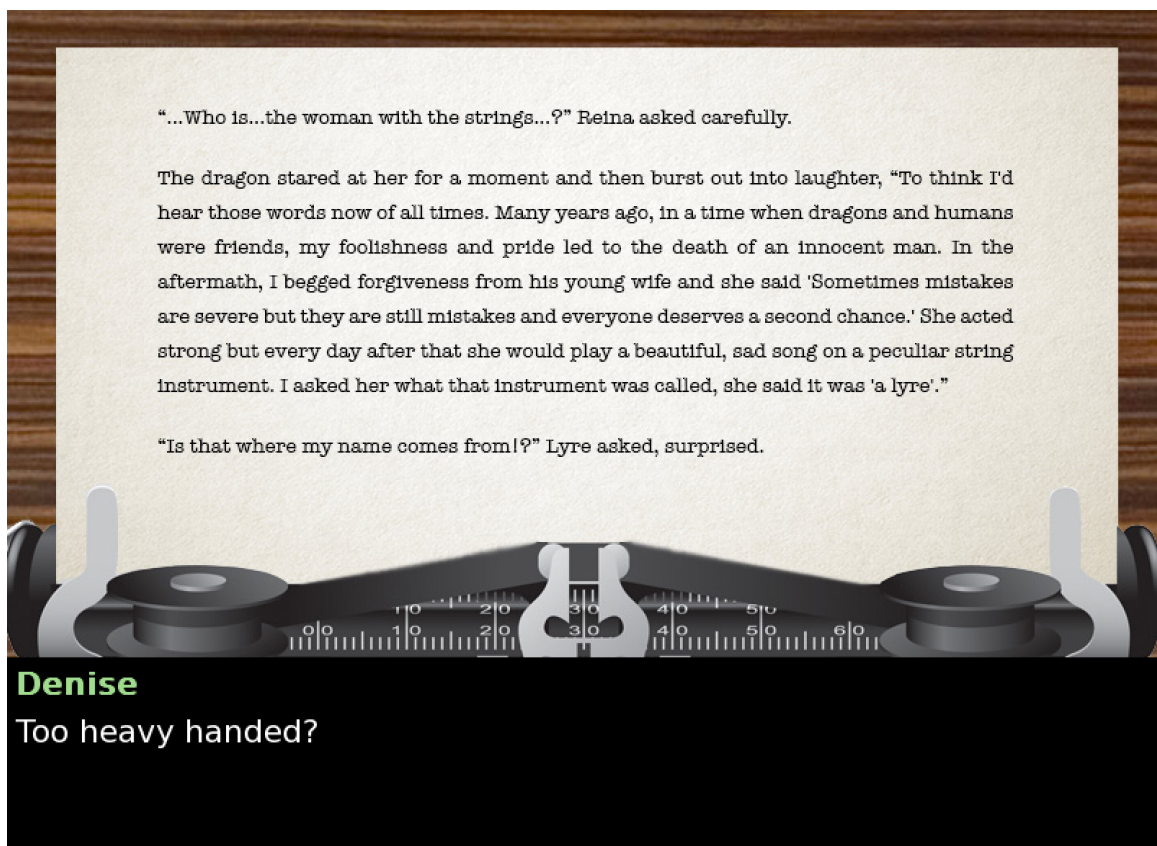 “...Who is...the woman with the strings...?” Reina asked carefully.
The dragon stared at her for a moment and then burst out into laughter, “To think I'd
hear those words now of all times. Many years ago, in a time when dragons and humans
were friends, my foolishness and pride led to the death of an innocent man. In the
aftermath, I begged forgiveness from his young wife and she said 'Sometimes mistakes
are severe but they are still mistakes and everyone deserves a second chance.' She acted
strong but every day after that she would play a beautiful, sad song on a peculiar string
instrument. I asked her what that instrument was called, she said it was 'a lyre'.”
“Is that where my name comes from!?” Lyre asked, surprised.
10 20 30 40 50
00 10 20 30 40 50 60
Denise
Too heavy handed?